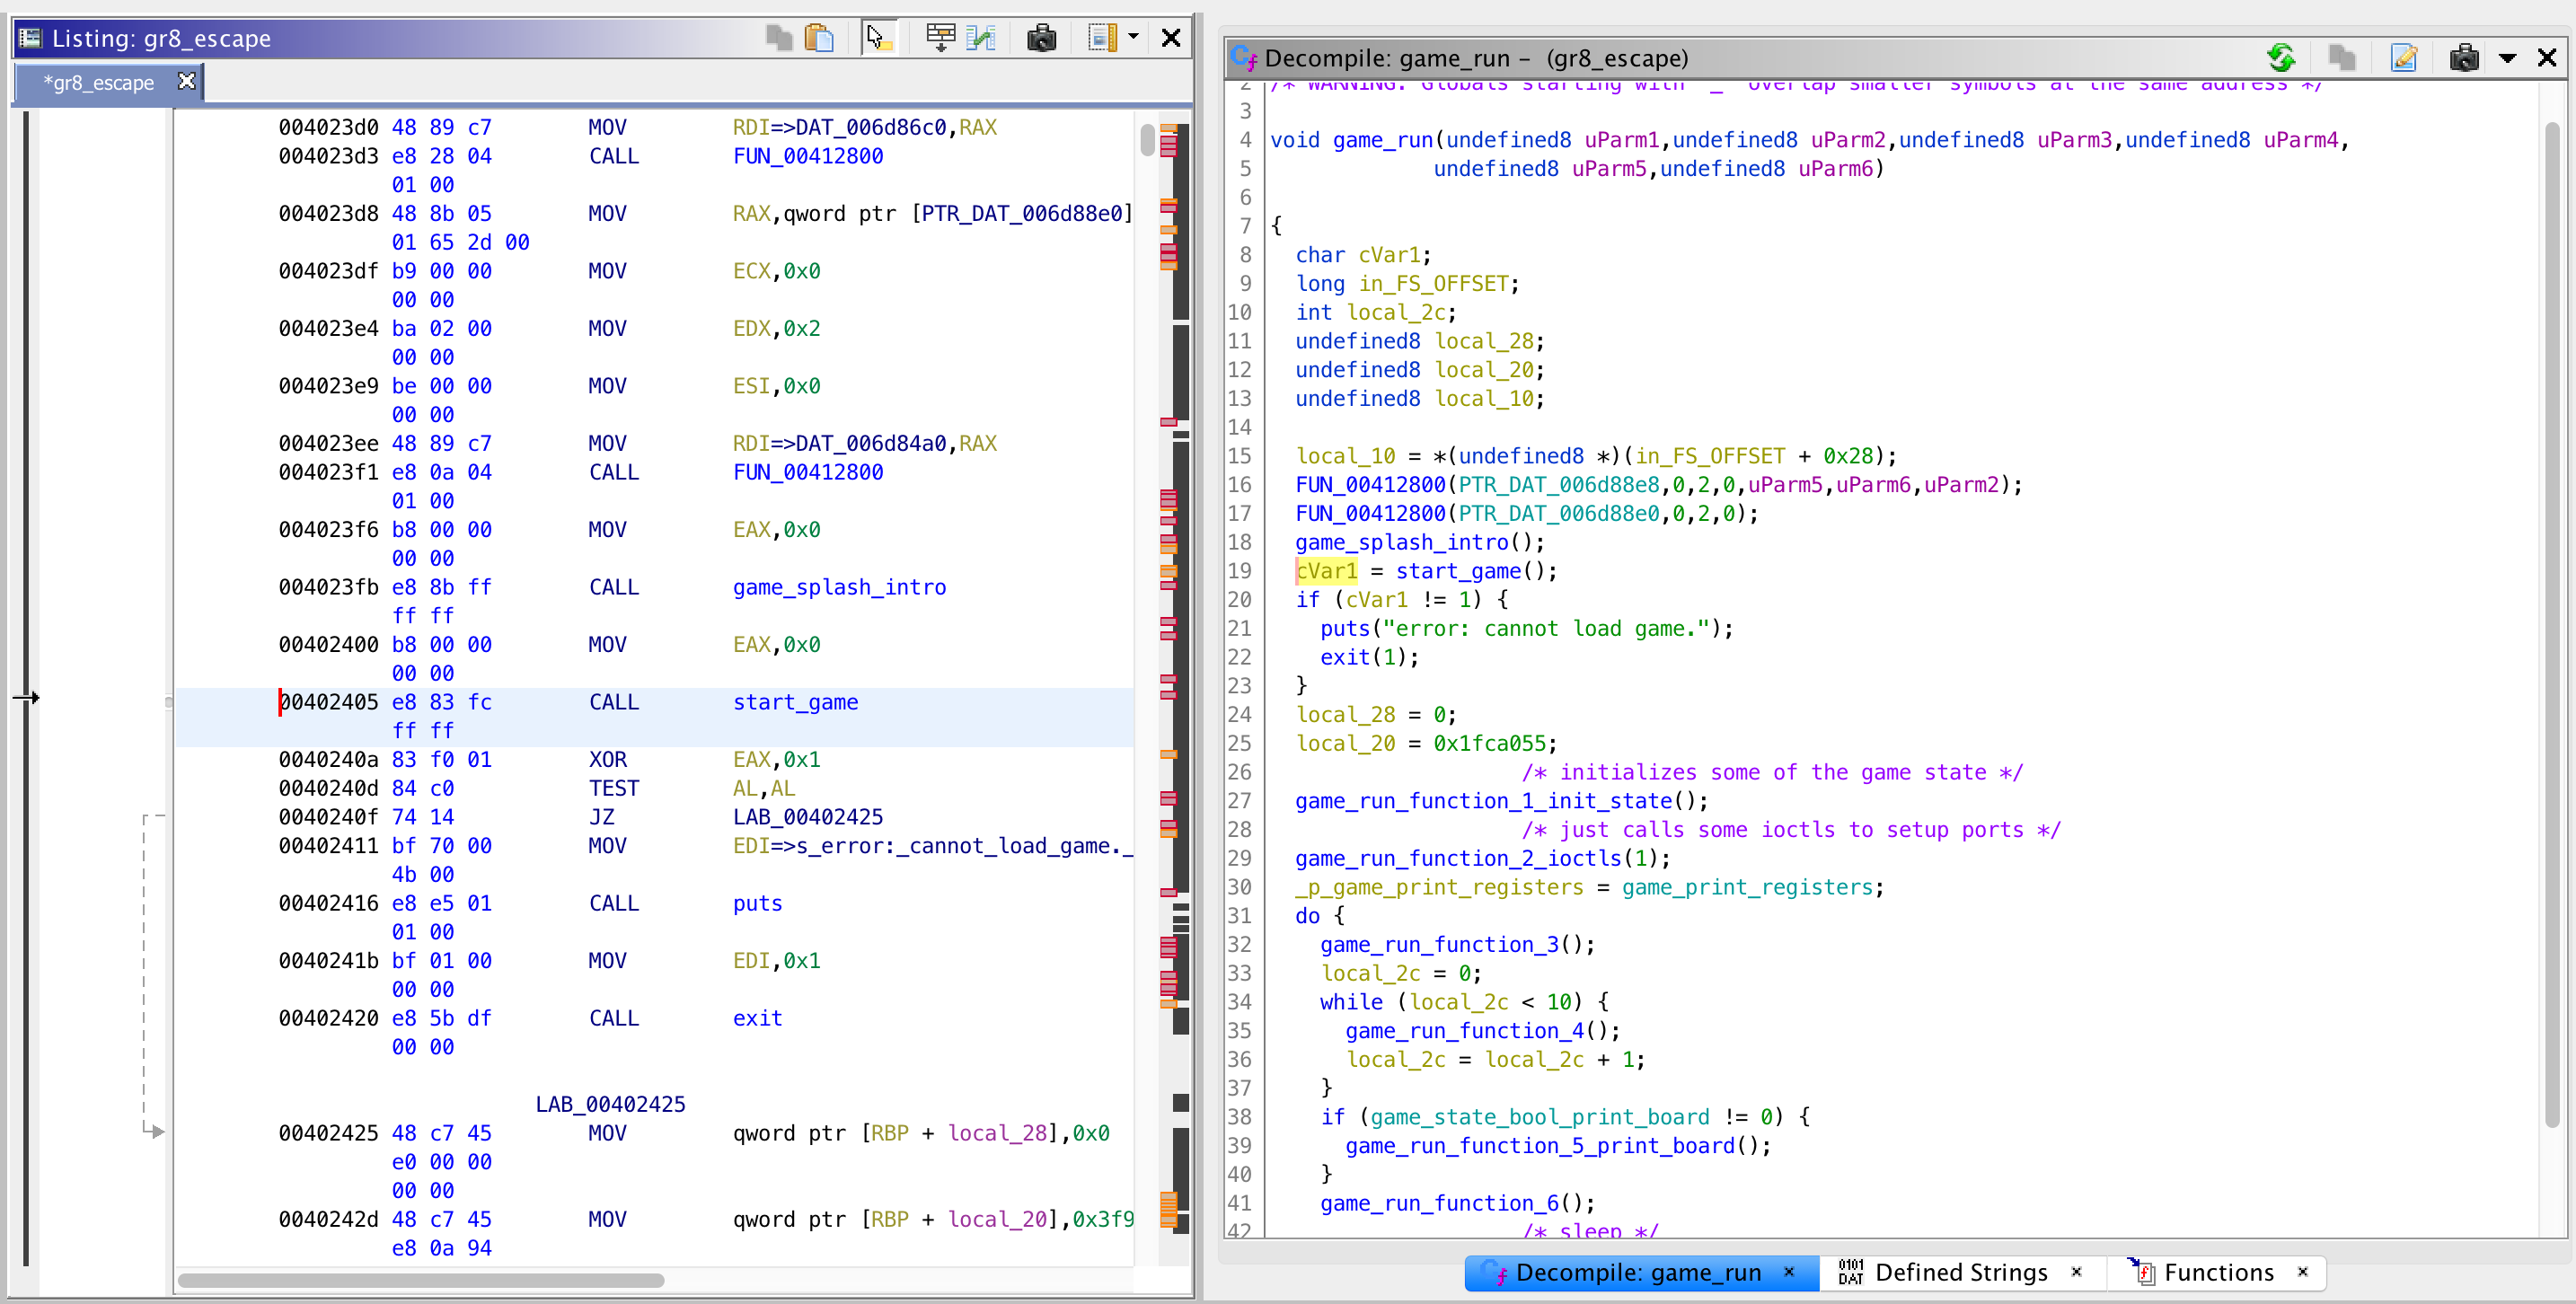 Listing: gr8_escape
*gr8_escape
004023d0 48 89 c7 MOV RDI=>DAT_006d86c0,RAX
004023d3 e8 28 04 CALL FUN_00412800
01 00
004023d8 48 8b 05 MOV RAX,qword ptr [PTR_DAT_006d88e0]
01 65 2d 00
004023df b9 00 00 MOV ECX,0x0
00 00
004023e4 ba 02 00 MOV EDX,0x2
00 00
004023e9 be 00 00 MOV ESI,0x0
00 00
004023ee 48 89 c7 MOV RDI=>DAT_006d84a0,RAX
004023f1 e8 0a 04 CALL FUN_00412800
01 00
004023f6 b8 00 00 MOV EAX,0x0
00 00
004023fb e8 8b ff CALL game_splash_intro
ff ff
00402400 b8 00 00 MOV EAX,0x0
00 00
00402405 e8 83 fc CALL start_game
ff ff
0040240a 83 f0 01 XOR EAX,0x1
0040240d 84 c0 TEST AL,AL
0040240f 74 14 JZ LAB_00402425
00402411 bf 70 00 MOV EDI=>s_error:_cannot_load_game._
4b 00
00402416 e8 e5 01 CALL puts
01 00
0040241b bf 01 00 MOV EDI,0x1
00 00
00402420 e8 5b df CALL exit
00 00
LAB_00402425
00402425 48 c7 45 MOV qword ptr [RBP + local_28],0x0
e0 00 00
00 00
0040242d 48 c7 45 MOV qword ptr [RBP + local_20],0x3f9
e8 0a 94
Decompile: game_run - (gr8_escape)
2 /* WARNING: Globals starting with '_' overlap smaller symbols at the same address */
3
4 void game_run(undefined8 uParm1,undefined8 uParm2,undefined8 uParm3,undefined8 uParm4,
5 undefined8 uParm5,undefined8 uParm6)
6
7 {
8 char cVar1;
9 long in_FS_OFFSET;
10 int local_2c;
11 undefined8 local_28;
12 undefined8 local_20;
13 undefined8 local_10;
14
15 local_10 = *(undefined8 *)(in_FS_OFFSET + 0x28);
16 FUN_00412800(PTR_DAT_006d88e8,0,2,0,uParm5,uParm6,uParm2);
17 FUN_00412800(PTR_DAT_006d88e0,0,2,0);
18 game_splash_intro();
19 cVar1 = start_game();
20 if (cVar1 != 1) {
21 puts("error: cannot load game.");
22 exit(1);
23 }
24 local_28 = 0;
25 local_20 = 0x1fca055;
26 /* initializes some of the game state */
27 game_run_function_1_init_state();
28 /* just calls some ioctls to setup ports */
29 game_run_function_2_ioctls(1);
30 _p_game_print_registers = game_print_registers;
31 do {
32 game_run_function_3();
33 local_2c = 0;
34 while (local_2c < 10) {
35 game_run_function_4();
36 local_2c = local_2c + 1;
37 }
38 if (game_state_bool_print_board != 0) {
39 game_run_function_5_print_board();
40 }
41 game_run_function_6();
42 /* sleep */
Decompile: game_run
0101
DAT
Defined Strings
Functions